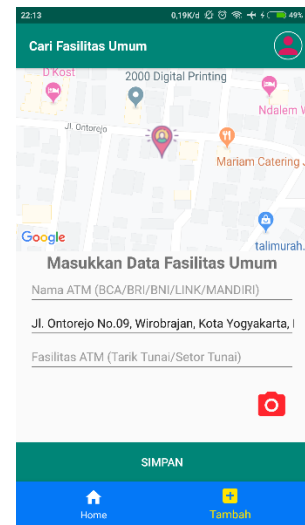 22:13
0,19K/d
49%
Cari Fasilitas Umum
D'Kost
2000 Digital Printing
Ndalem
Jl. Ontorejo
Mariam Catering
Google
talimurah.
Masukkan Data Fasilitas Umum
Nama ATM (BCA/BRI/BNI/LINK/MANDIRI)
Jl. Ontorejo No.09, Wirobrajan, Kota Yogyakarta,
Fasilitas ATM (Tarik Tunai/Setor Tunai)
SIMPAN
Home
Tambah